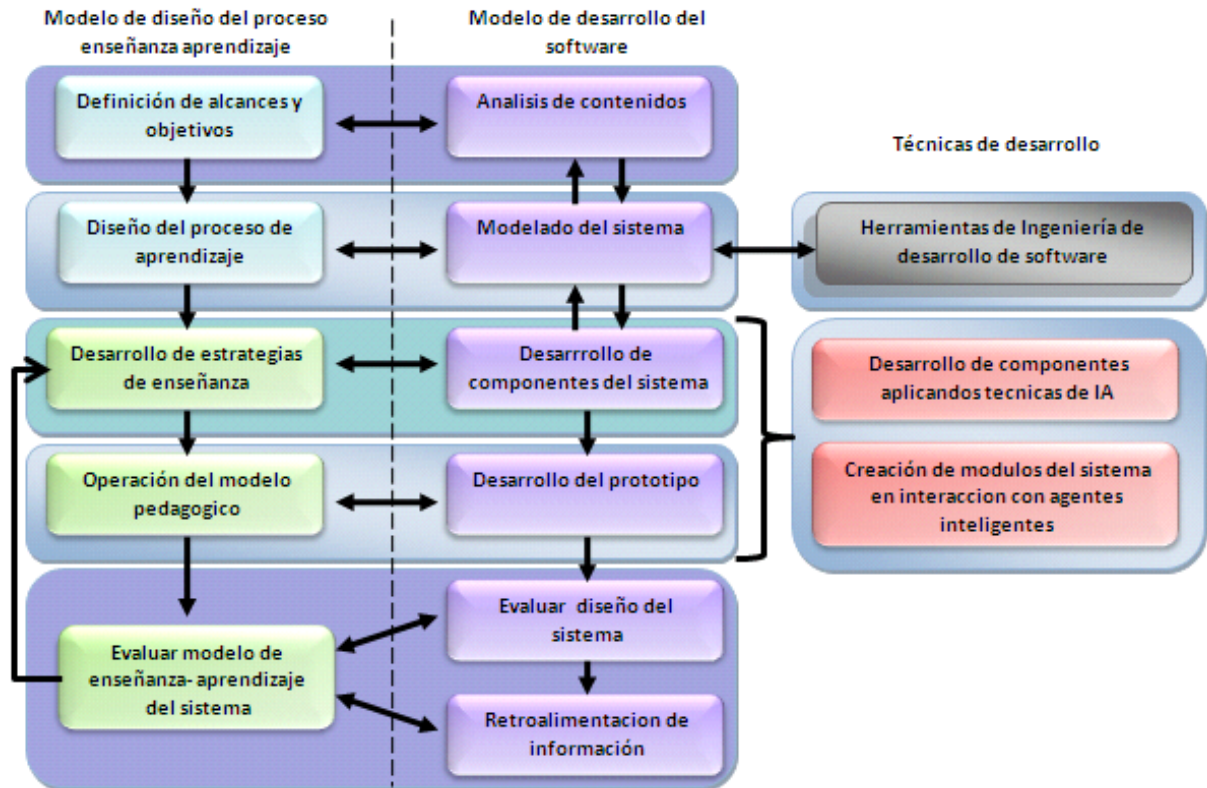 Modelo de diseño del proceso
enseñanza aprendizaje
Modelo de desarrollo del
software
Definición de alcances y
objetivos
Analisis de contenidos
Técnicas de desarrollo
Diseño del proceso de
aprendizaje
Modelado del sistema
Herramientas de Ingeniería de
desarrollo de software
Desarrollo de estrategias
de enseñanza
Desarrrollo de
componentes del sistema
Desarrollo de componentes
aplicandos tecnicas de IA
Operación del modelo
pedagogico
Desarrollo del prototipo
Creación de modulos del sistema
en interaccion con agentes
inteligentes
Evaluar modelo de
enseñanza- aprendizaje
del sistema
Evaluar diseño del
sistema
Retroalimentacion de
información